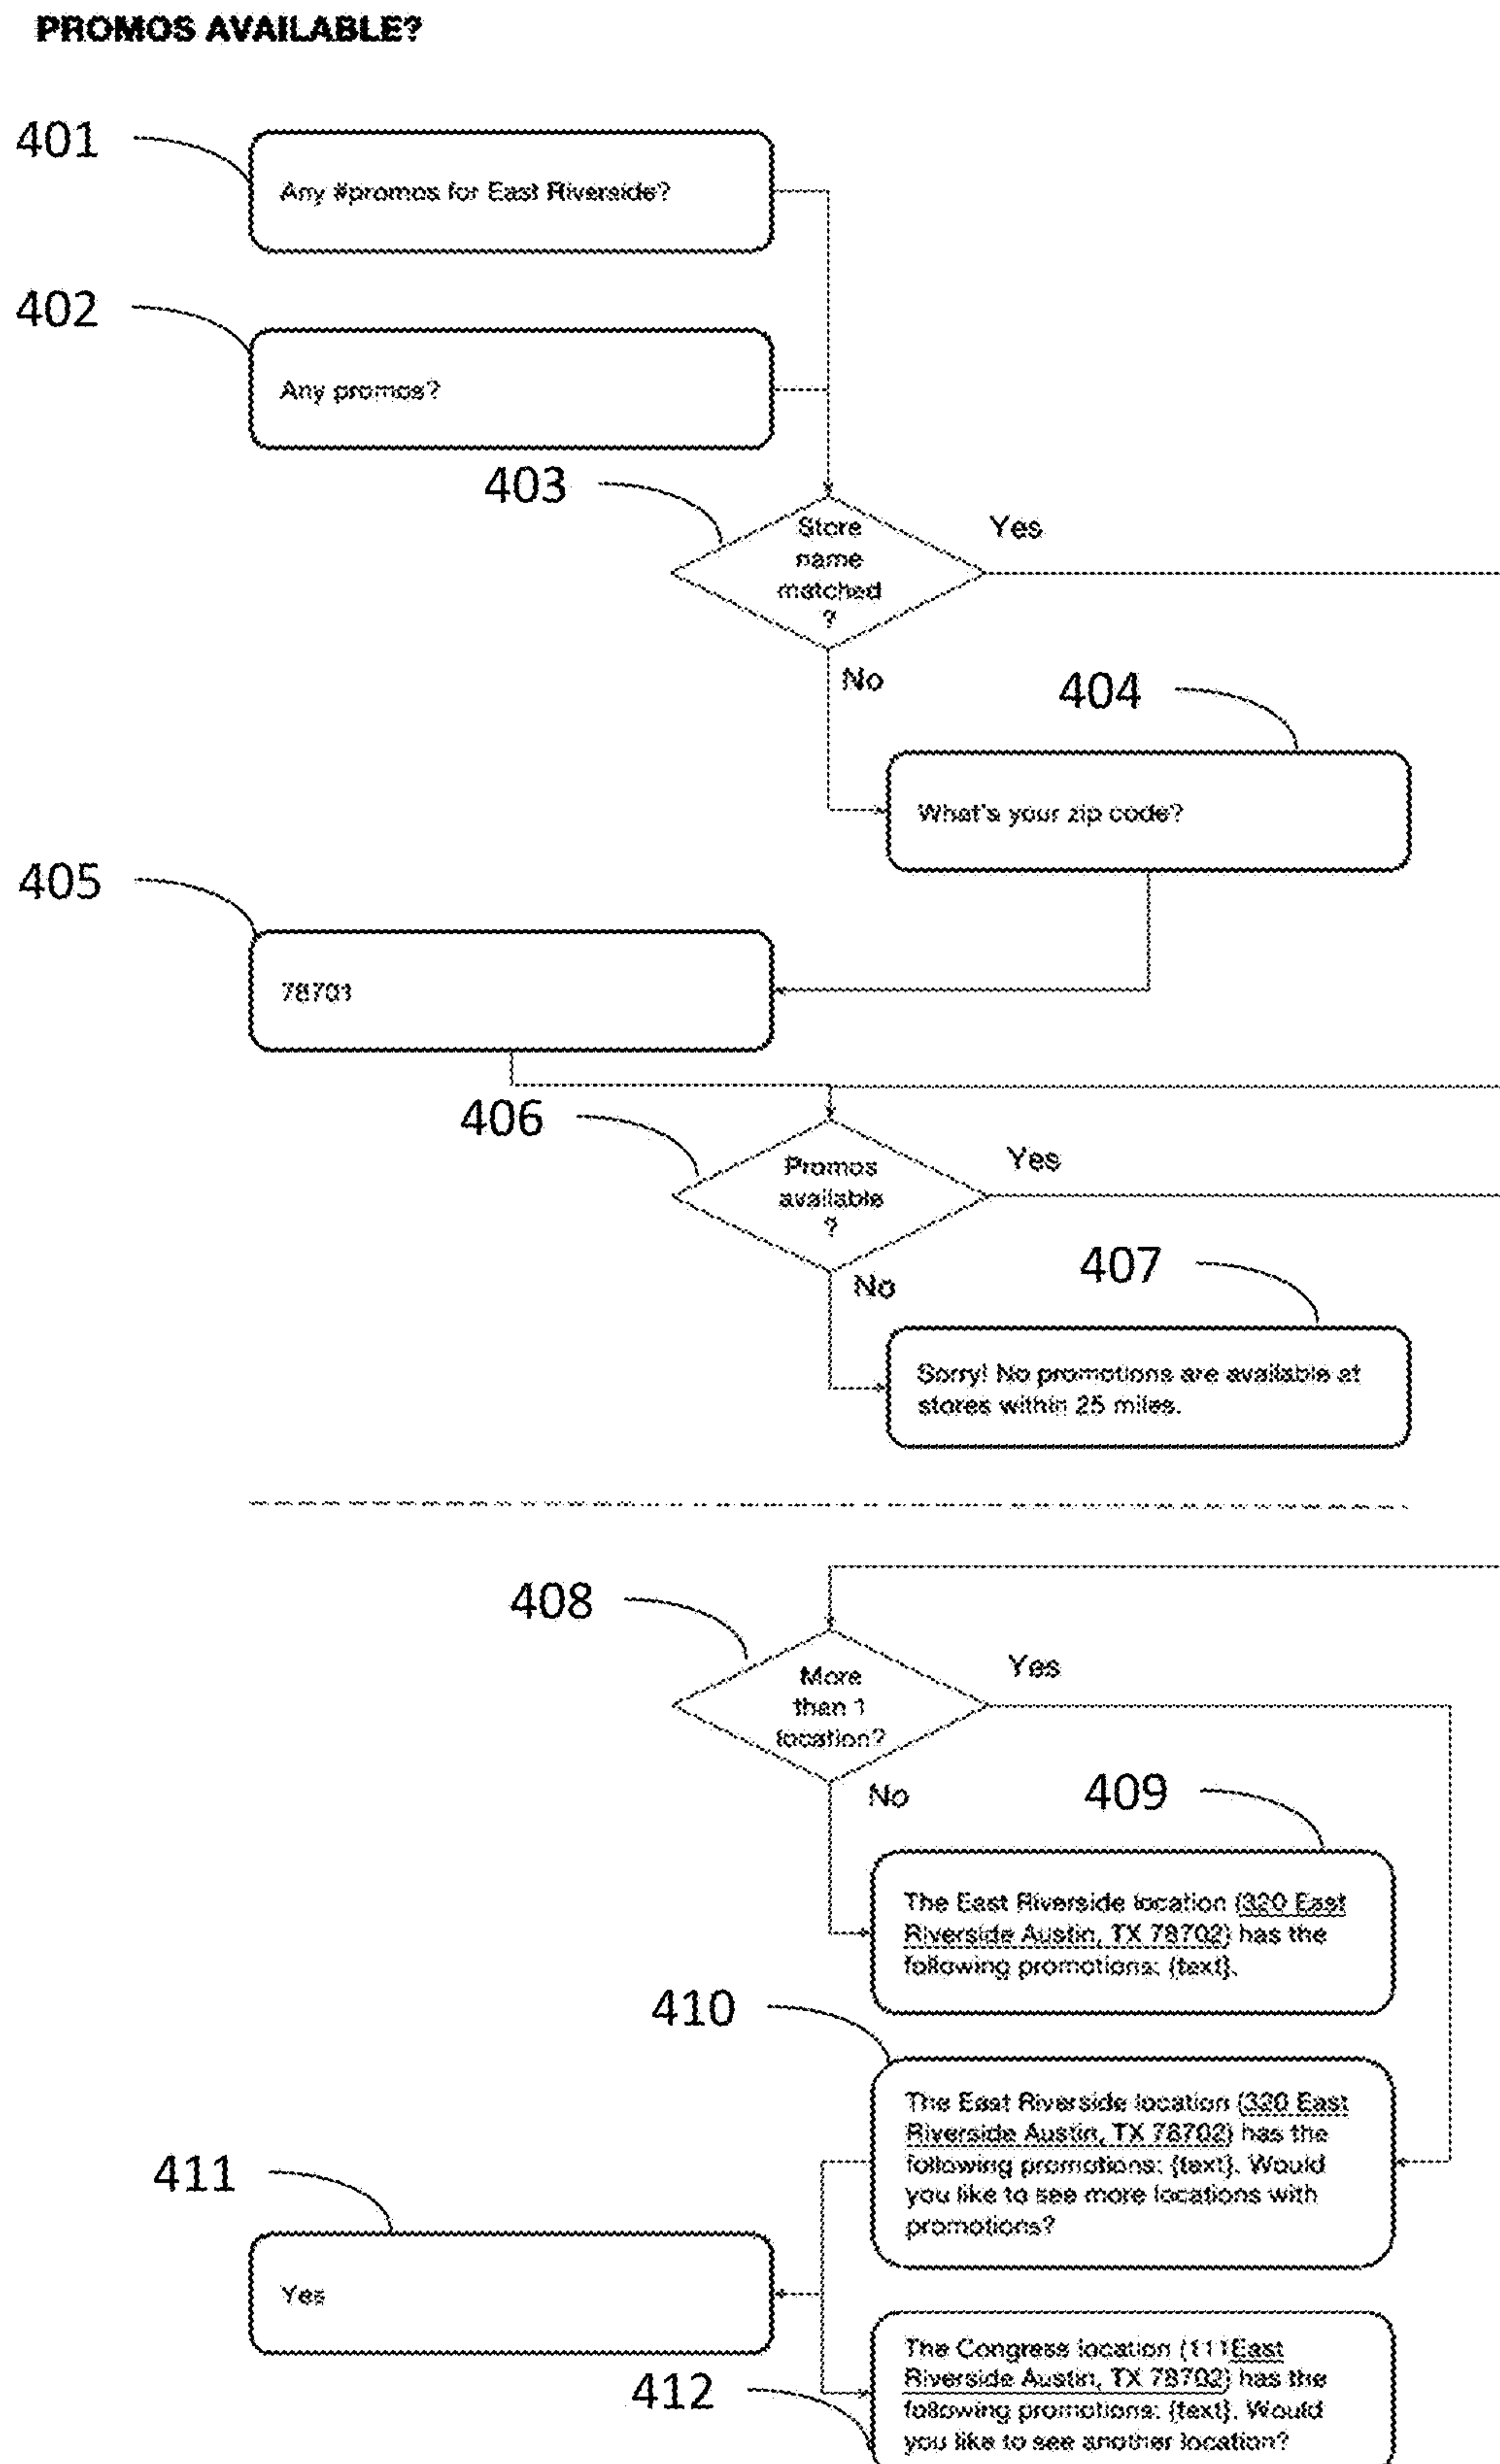 PROMOS AVAILABLE?
401
Any #promos for East Riverside?
402
Any promos?
403
Store
name
matched
?
Yes
No
404
What's your zip code?
405
78701
406
Promos
available
?
Yes
No
407
Sorry! No promotions are available at
stores within 25 miles.
408
More
than 1
location?
Yes
No
409
The East Riverside location (320 East
Riverside Austin, TX 78702) has the
following promotions: {text}.
410
The East Riverside location (320 East
Riverside Austin, TX 78702) has the
following promotions: {text}. Would
you like to see more locations with
promotions?
411
Yes
412
The Congress location (111East
Riverside Austin, TX 78702) has the
following promotions: {text}. Would
you like to see another location?